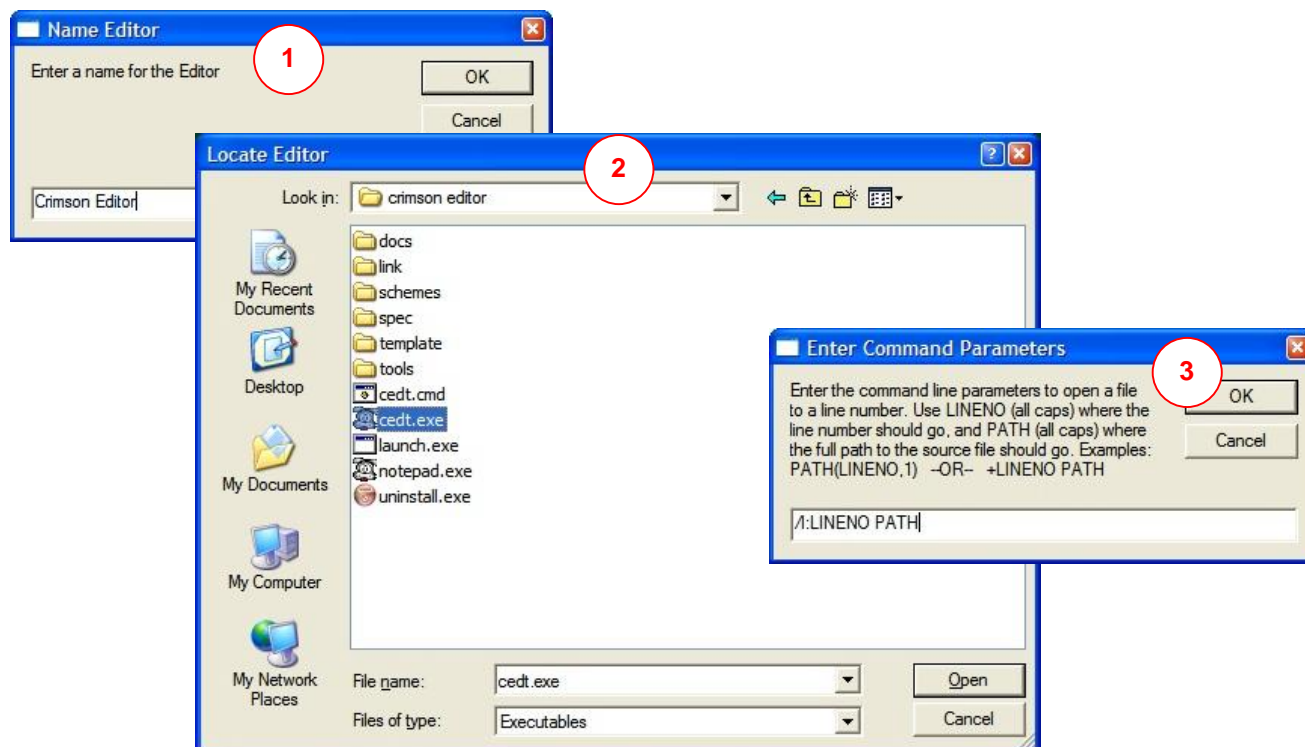 Name Editor
1
Enter a name for the Editor
OK
Cancel
Crimson Editor
Locate Editor
2
Look in:
crimson editor
My Recent
Documents
Desktop
My Documents
My Computer
My Network
Places
docs
link
schemes
spec
template
tools
cedt.cmd
cedt.exe
launch.exe
notepad.exe
uninstall.exe
File name:
cedt.exe
Open
Files of type:
Executables
Cancel
Enter Command Parameters
3
Enter the command line parameters to open a file
to a line number. Use LINENO (all caps) where the
line number should go, and PATH (all caps) where
the full path to the source file should go. Examples:
PATH(LINENO,1) --OR-- +LINENO PATH
OK
Cancel
/l:LINENO PATH